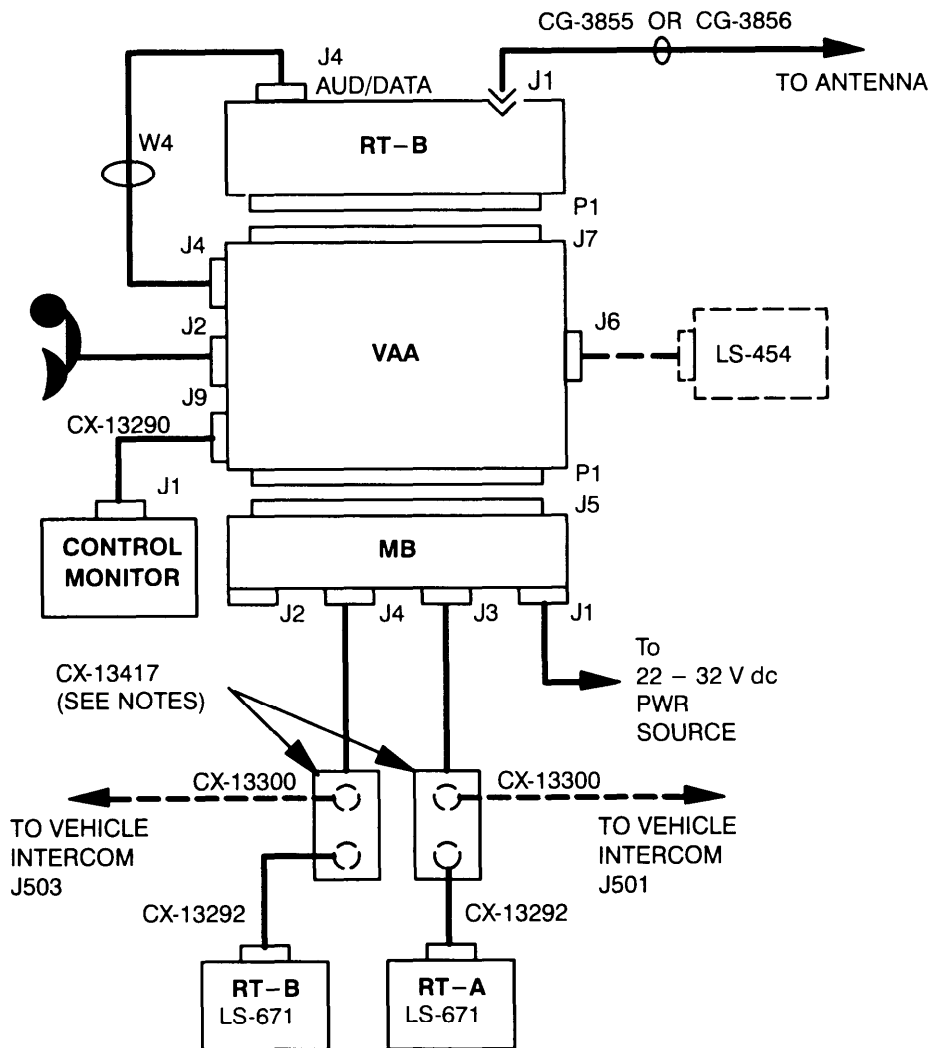 CG-3855 OR CG-3856
J4
AUD/DATA
J1
TO ANTENNA
RT–B
W4
P1
J7
J4
J2
J6
VAA
LS-454
J9
CX-13290
P1
J1
J5
CONTROL
MONITOR
MB
J2
J4
J3
J1
To
22 – 32 V dc
PWR
SOURCE
CX-13417
(SEE NOTES)
CX-13300
CX-13300
TO VEHICLE
INTERCOM
J503
TO VEHICLE
INTERCOM
J501
CX-13292
CX-13292
RT–B
LS-671
RT–A
LS-671